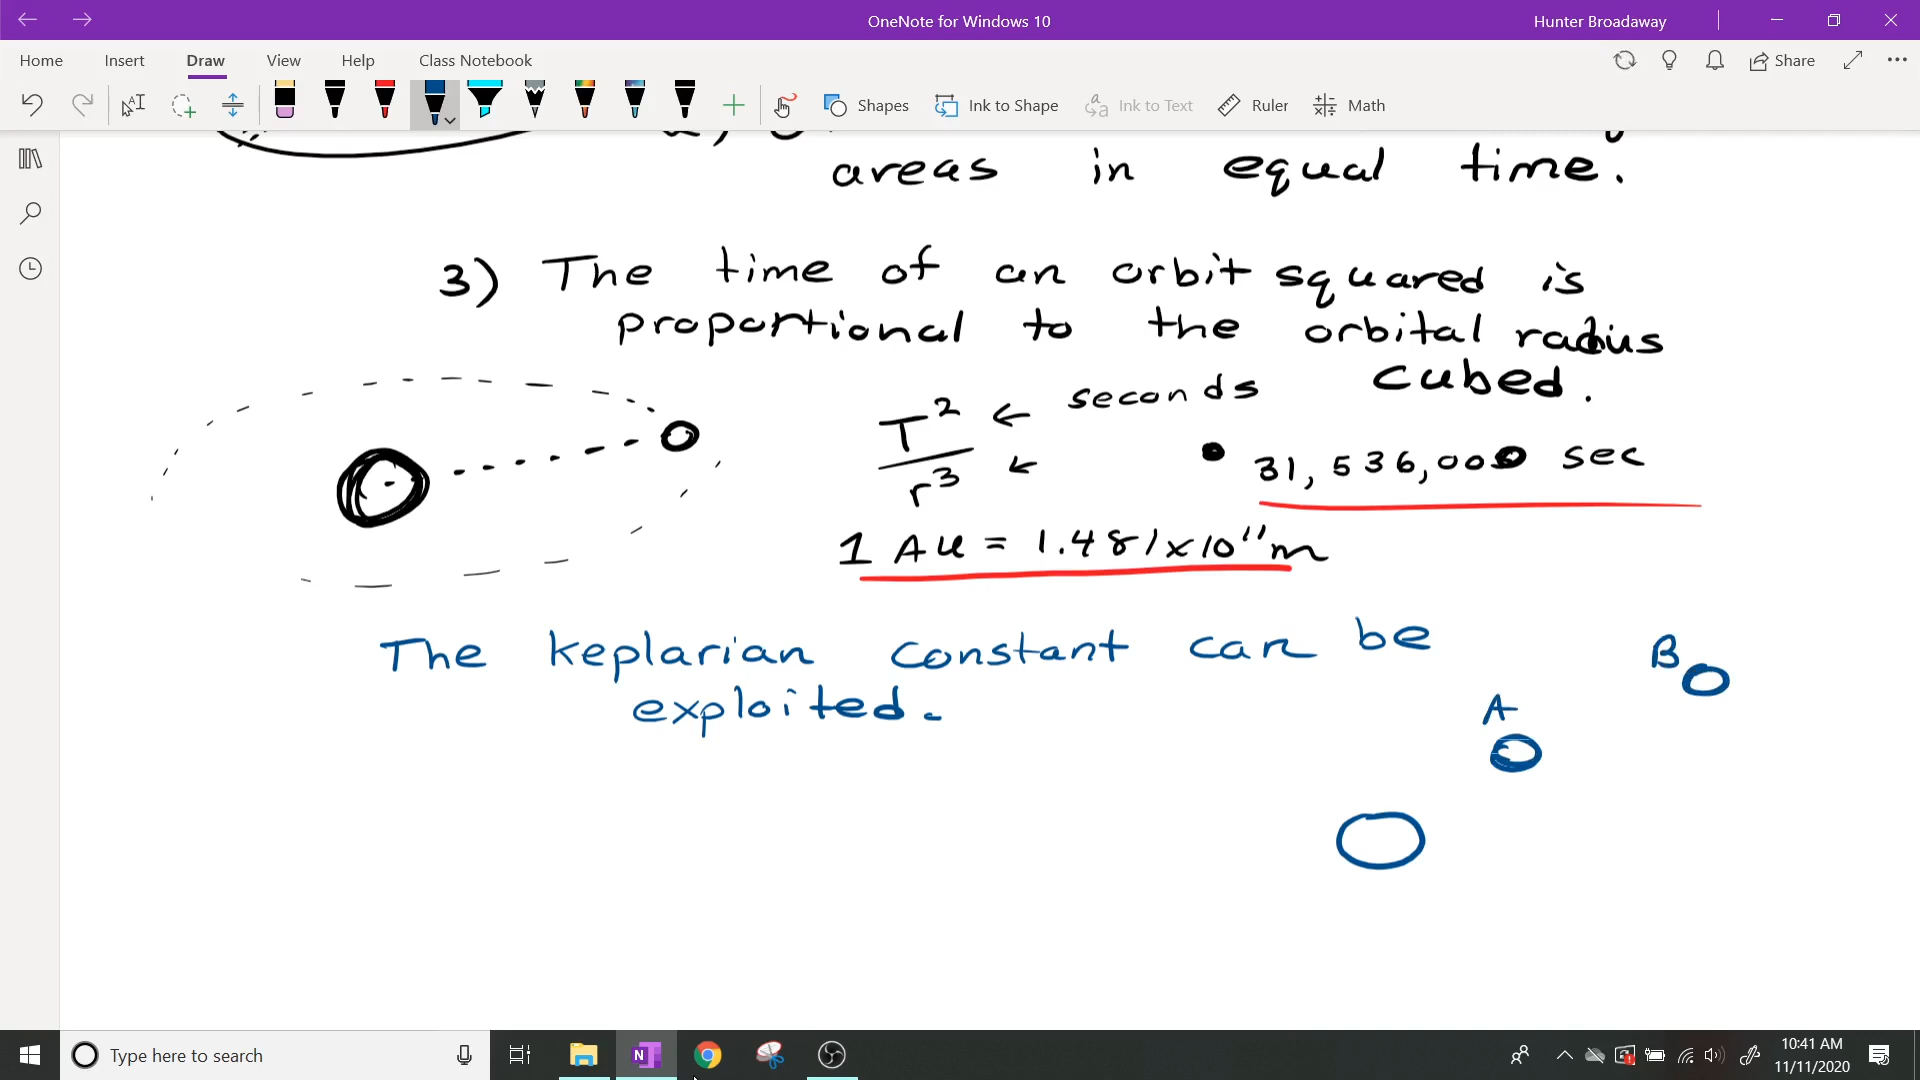 OneNote for Windows 10
Hunter Broadaway
Home Insert Draw View Help Class Notebook
Share
Shapes Ink to Shape Ink to Text Ruler Math
areas in equal time.
3) The time of an orbit squared is
proportional to the orbital radius
cubed.
T² ← seconds
r³ ←
31,536,000 sec
1 AU = 1.481x10¹¹m
The keplarian constant can be
exploited.
B
A
Type here to search
10:41 AM
11/11/2020